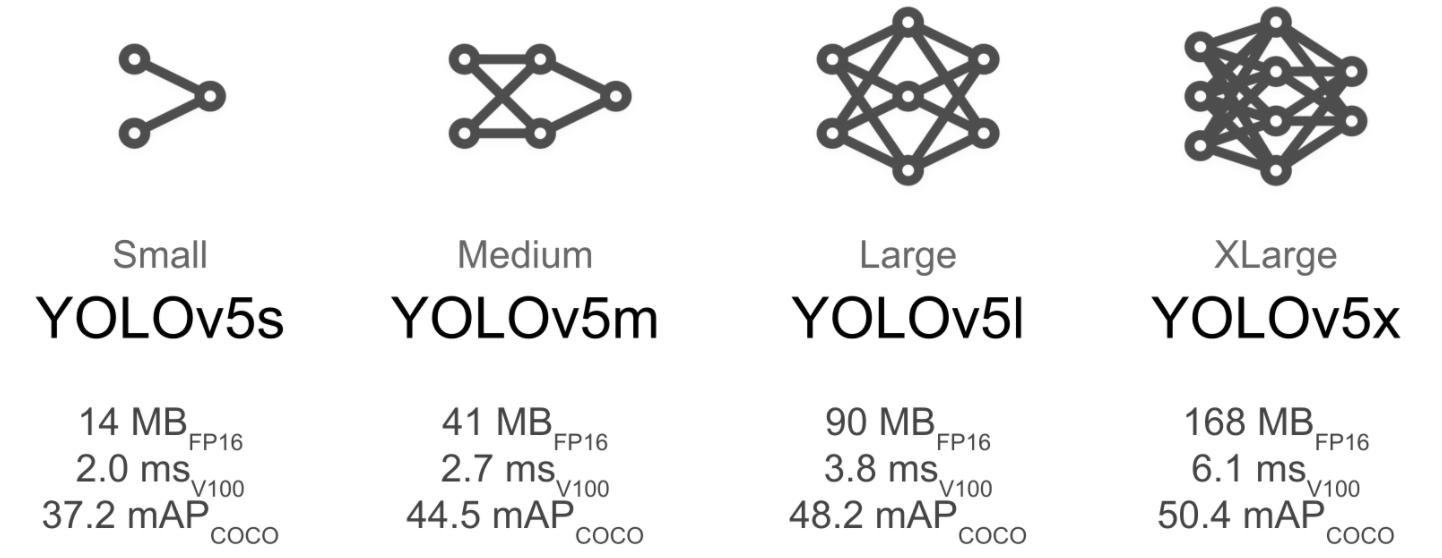 Small Medium Large XLarge
YOLOv5s YOLOv5m YOLOv5l YOLOv5x
14 MB FP16 41 MB FP16 90 MB FP16 168 MB FP16
2.0 ms V100 2.7 ms V100 3.8 ms V100 6.1 ms V100
37.2 mAP COCO 44.5 mAP COCO 48.2 mAP COCO 50.4 mAP COCO